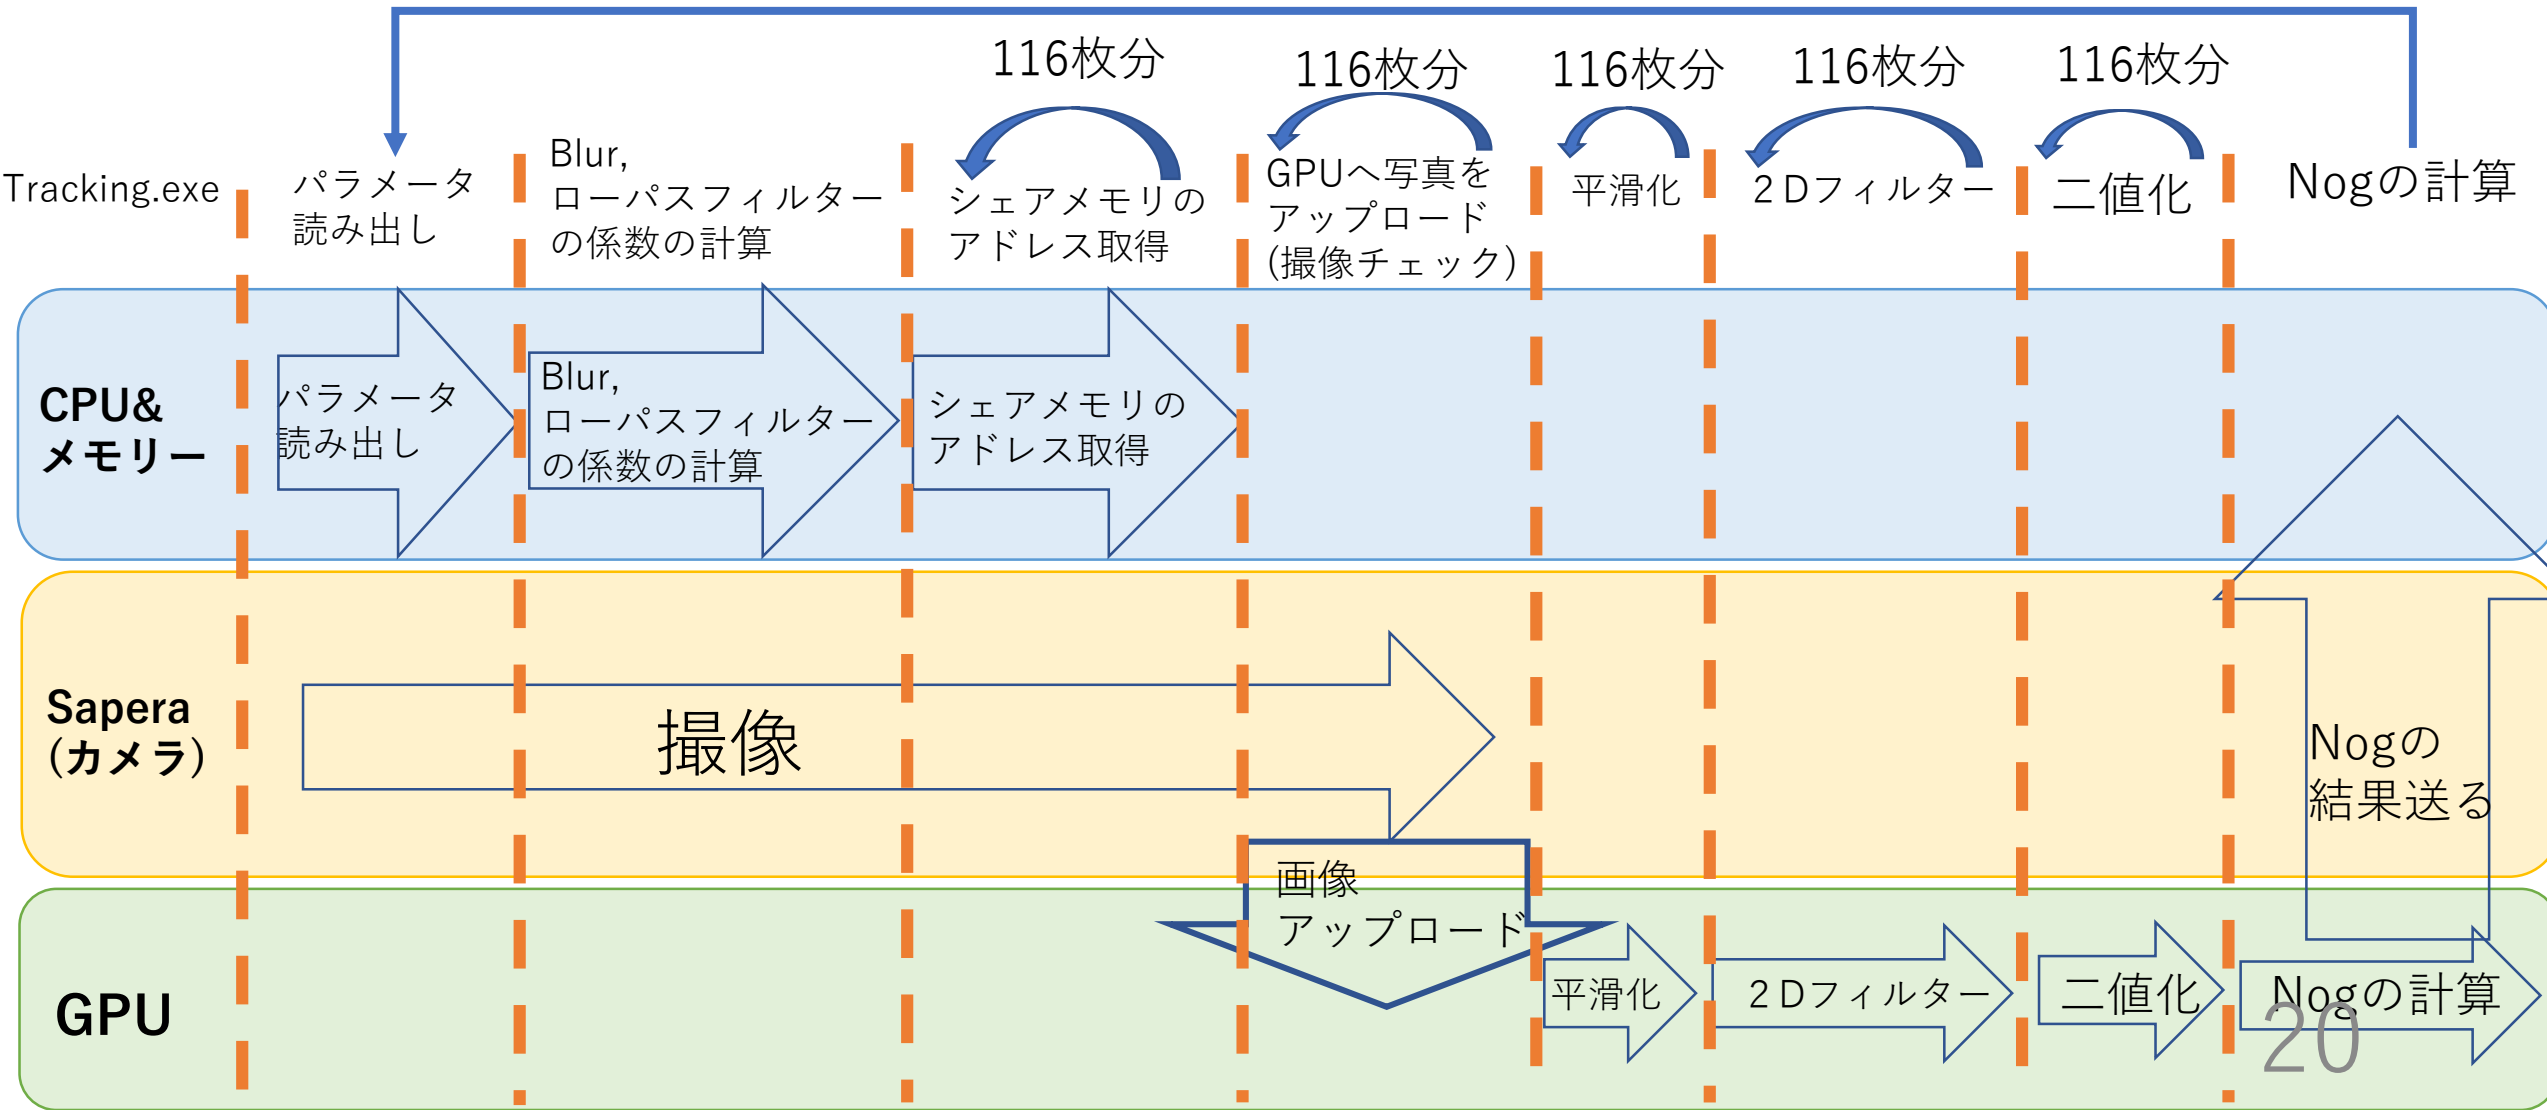 116枚分
116枚分
116枚分
116枚分
116枚分
Tracking.exe
パラメータ
読み出し
Blur,
ローパスフィルター
の係数の計算
シェアメモリの
アドレス取得
GPUへ写真を
アップロード
(撮像チェック)
平滑化
２Dフィルター
二値化
Nogの計算
CPU&
メモリー
パラメータ
読み出し
Blur,
ローパスフィルター
の係数の計算
シェアメモリの
アドレス取得
Sapera
(カメラ)
撮像
Nogの
結果送る
画像
アップロード
GPU
平滑化
２Dフィルター
二値化
Nogの計算
20